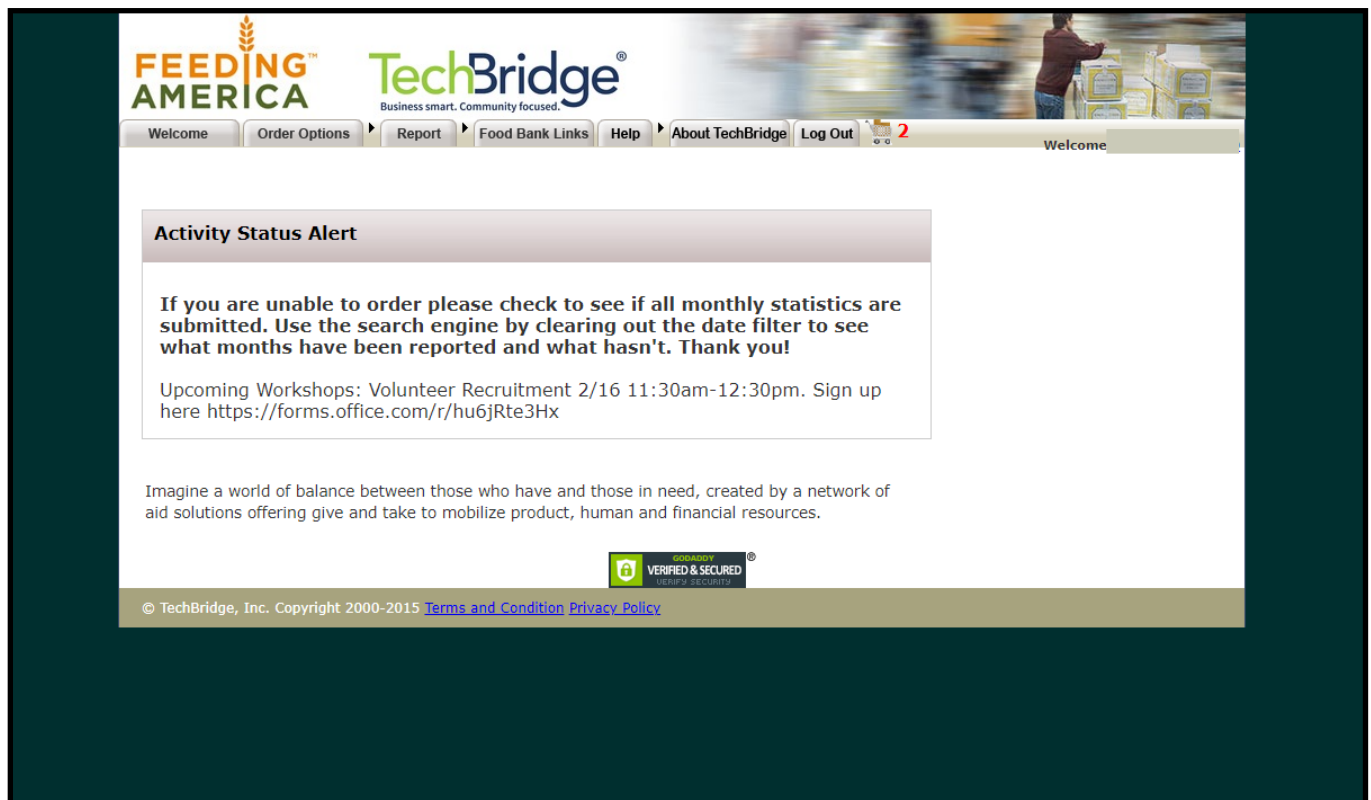 FEEDING™
AMERICA
TechBridge®
Business smart. Community focused.
Welcome Order Options Report Food Bank Links Help About TechBridge Log Out 2
Welcome
Activity Status Alert
If you are unable to order please check to see if all monthly statistics are
submitted. Use the search engine by clearing out the date filter to see
what months have been reported and what hasn't. Thank you!
Upcoming Workshops: Volunteer Recruitment 2/16 11:30am-12:30pm. Sign up
here https://forms.office.com/r/hu6jRte3Hx
Imagine a world of balance between those who have and those in need, created by a network of
aid solutions offering give and take to mobilize product, human and financial resources.
GODADDY ®
VERIFIED & SECURED
VERIFY SECURITY
© TechBridge, Inc. Copyright 2000-2015 Terms and Condition Privacy Policy